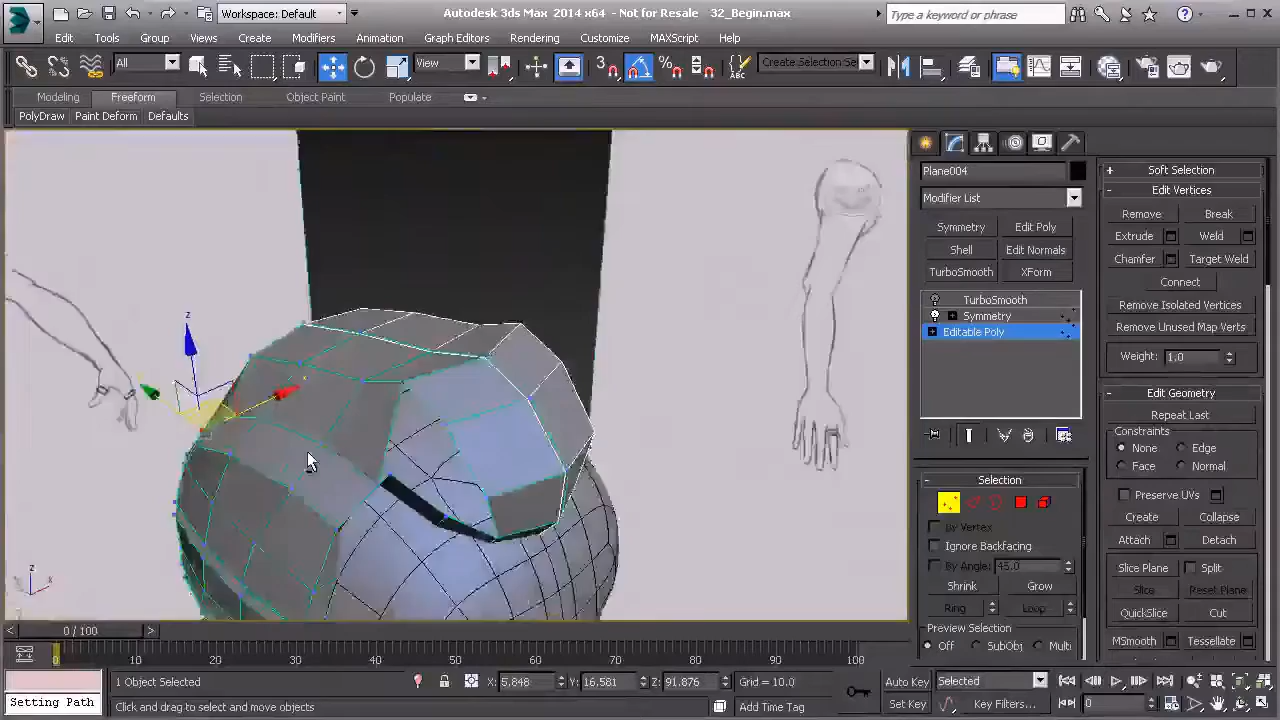 Workspace: Default
Autodesk 3ds Max 2014 x64 - Not for Resale 32_Begin.max
Type a keyword or phrase
File Edit Tools Group Views Create Modifiers Animation Graph Editors Rendering Customize MAXScript Help
All View Create Selection Se
Modeling Freeform Selection Object Paint Populate
PolyDraw Paint Deform Defaults
Plane004
Modifier List
Symmetry Edit Poly
Shell Edit Normals
TurboSmooth XForm
TurboSmooth
Symmetry
Editable Poly
Selection
By Vertex
Ignore Backfacing
By Angle: 45.0
Shrink Grow
Ring Loop
Preview Selection
Off SubObj Multi
Soft Selection
Edit Vertices
Remove Break
Extrude Weld
Chamfer Target Weld
Connect
Remove Isolated Vertices
Remove Unused Map Verts
Weight: 1,0
Edit Geometry
Repeat Last
Constraints
None Edge
Face Normal
Preserve UVs
Create Collapse
Attach Detach
Slice Plane Split
Slice Reset Plane
QuickSlice Cut
MSmooth Tessellate
z
x
z
x
0 / 100
0 10 20 30 40 50 60 70 80 90 100
1 Object Selected X: 5,848 Y: 16,581 Z: 91,876 Grid = 10,0 Auto Key Selected
Setting Path Click and drag to select and move objects Add Time Tag Set Key Key Filters... 0